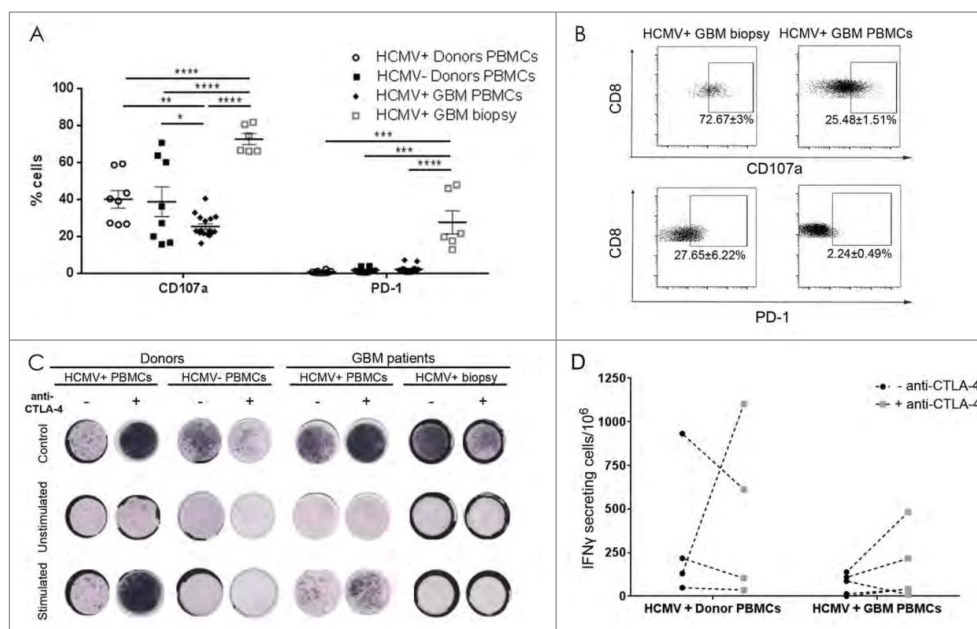 A
HCMV+ Donors PBMCs
HCMV- Donors PBMCs
HCMV+ GBM PBMCs
HCMV+ GBM biopsy
****
****
** ****
*
***
***
****
% cells
100
80
60
40
20
0
CD107a PD-1
B
HCMV+ GBM biopsy HCMV+ GBM PBMCs
CD8
72.67±3% 25.48±1.51%
CD107a
CD8
27.65±6.22% 2.24±0.49%
PD-1
C
Donors GBM patients
HCMV+ PBMCs HCMV- PBMCs HCMV+ PBMCs HCMV+ biopsy
anti-
CTLA-4 - + - + - + - +
Control
Unstimulated
Stimulated
D
- anti-CTLA-4
+ anti-CTLA-4
IFNγ secreting cells/10⁶
1250
1000
750
500
250
0
HCMV + Donor PBMCs HCMV + GBM PBMCs